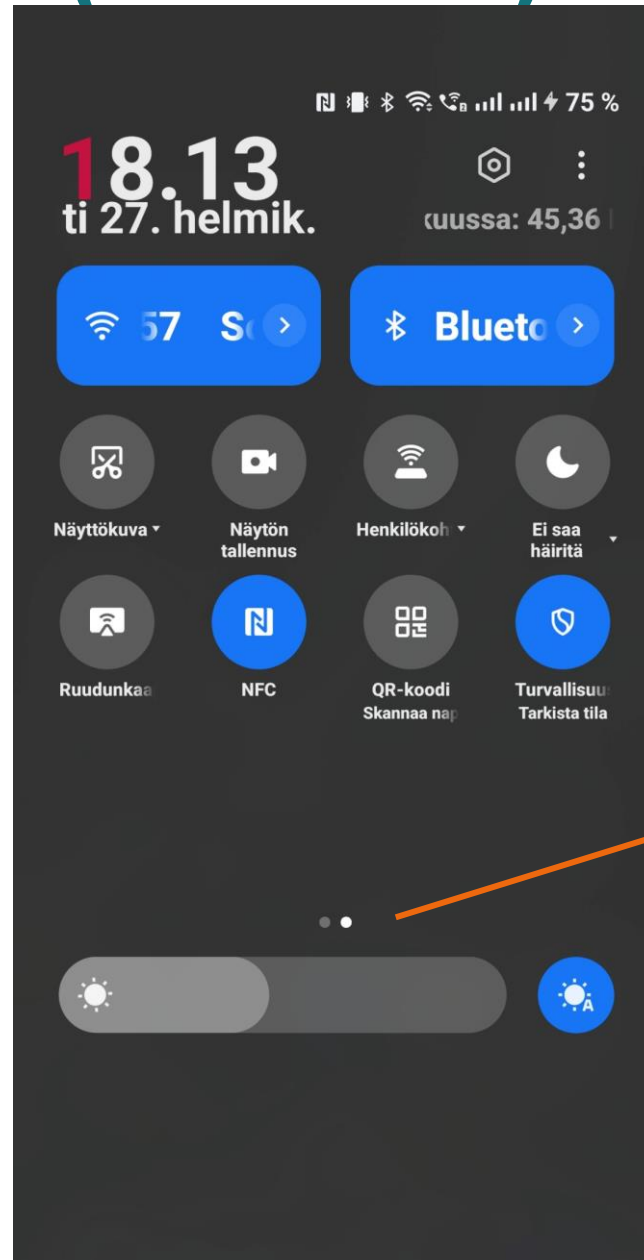 75 %
18.13
ti 27. helmik.
kuussa: 45,36
57 S
Blueto
Näyttökuva
Näytön
tallennus
Henkilökoh
Ei saa
häiritä
Ruudunkaa
NFC
QR-koodi
Skannaa nap
Turvallisuu
Tarkista tila
A